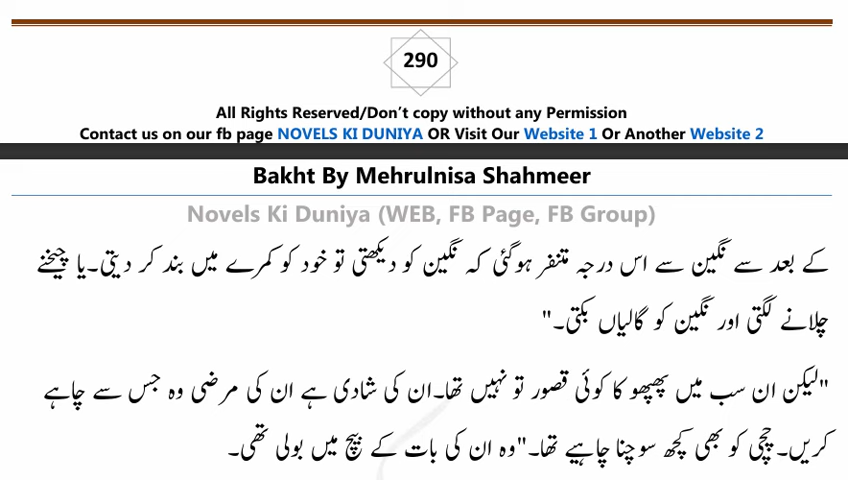 290
All Rights Reserved/Don’t copy without any Permission
Contact us on our fb page NOVELS KI DUNIYA OR Visit Our Website 1 Or Another Website 2
Bakht By Mehrulnisa Shahmeer
Novels Ki Duniya (WEB, FB Page, FB Group)
کے بعد سے نگین سے اس درجہ متنفر ہوگئی کہ نگین کو دیکھتی تو خود کو کمرے میں بند کر دیتی۔یا چیخنے
چلانے لگتی اور نگین کو گالیاں بکتی۔"
"لیکن ان سب میں پھپھو کا کوئی قصور تو نہیں تھا۔ان کی شادی ہے ان کی مرضی وہ جس سے چاہے
کریں۔چچی کو بھی کچھ سوچنا چاہیے تھا۔"وہ ان کی بات کے بیچ میں بولی تھی۔